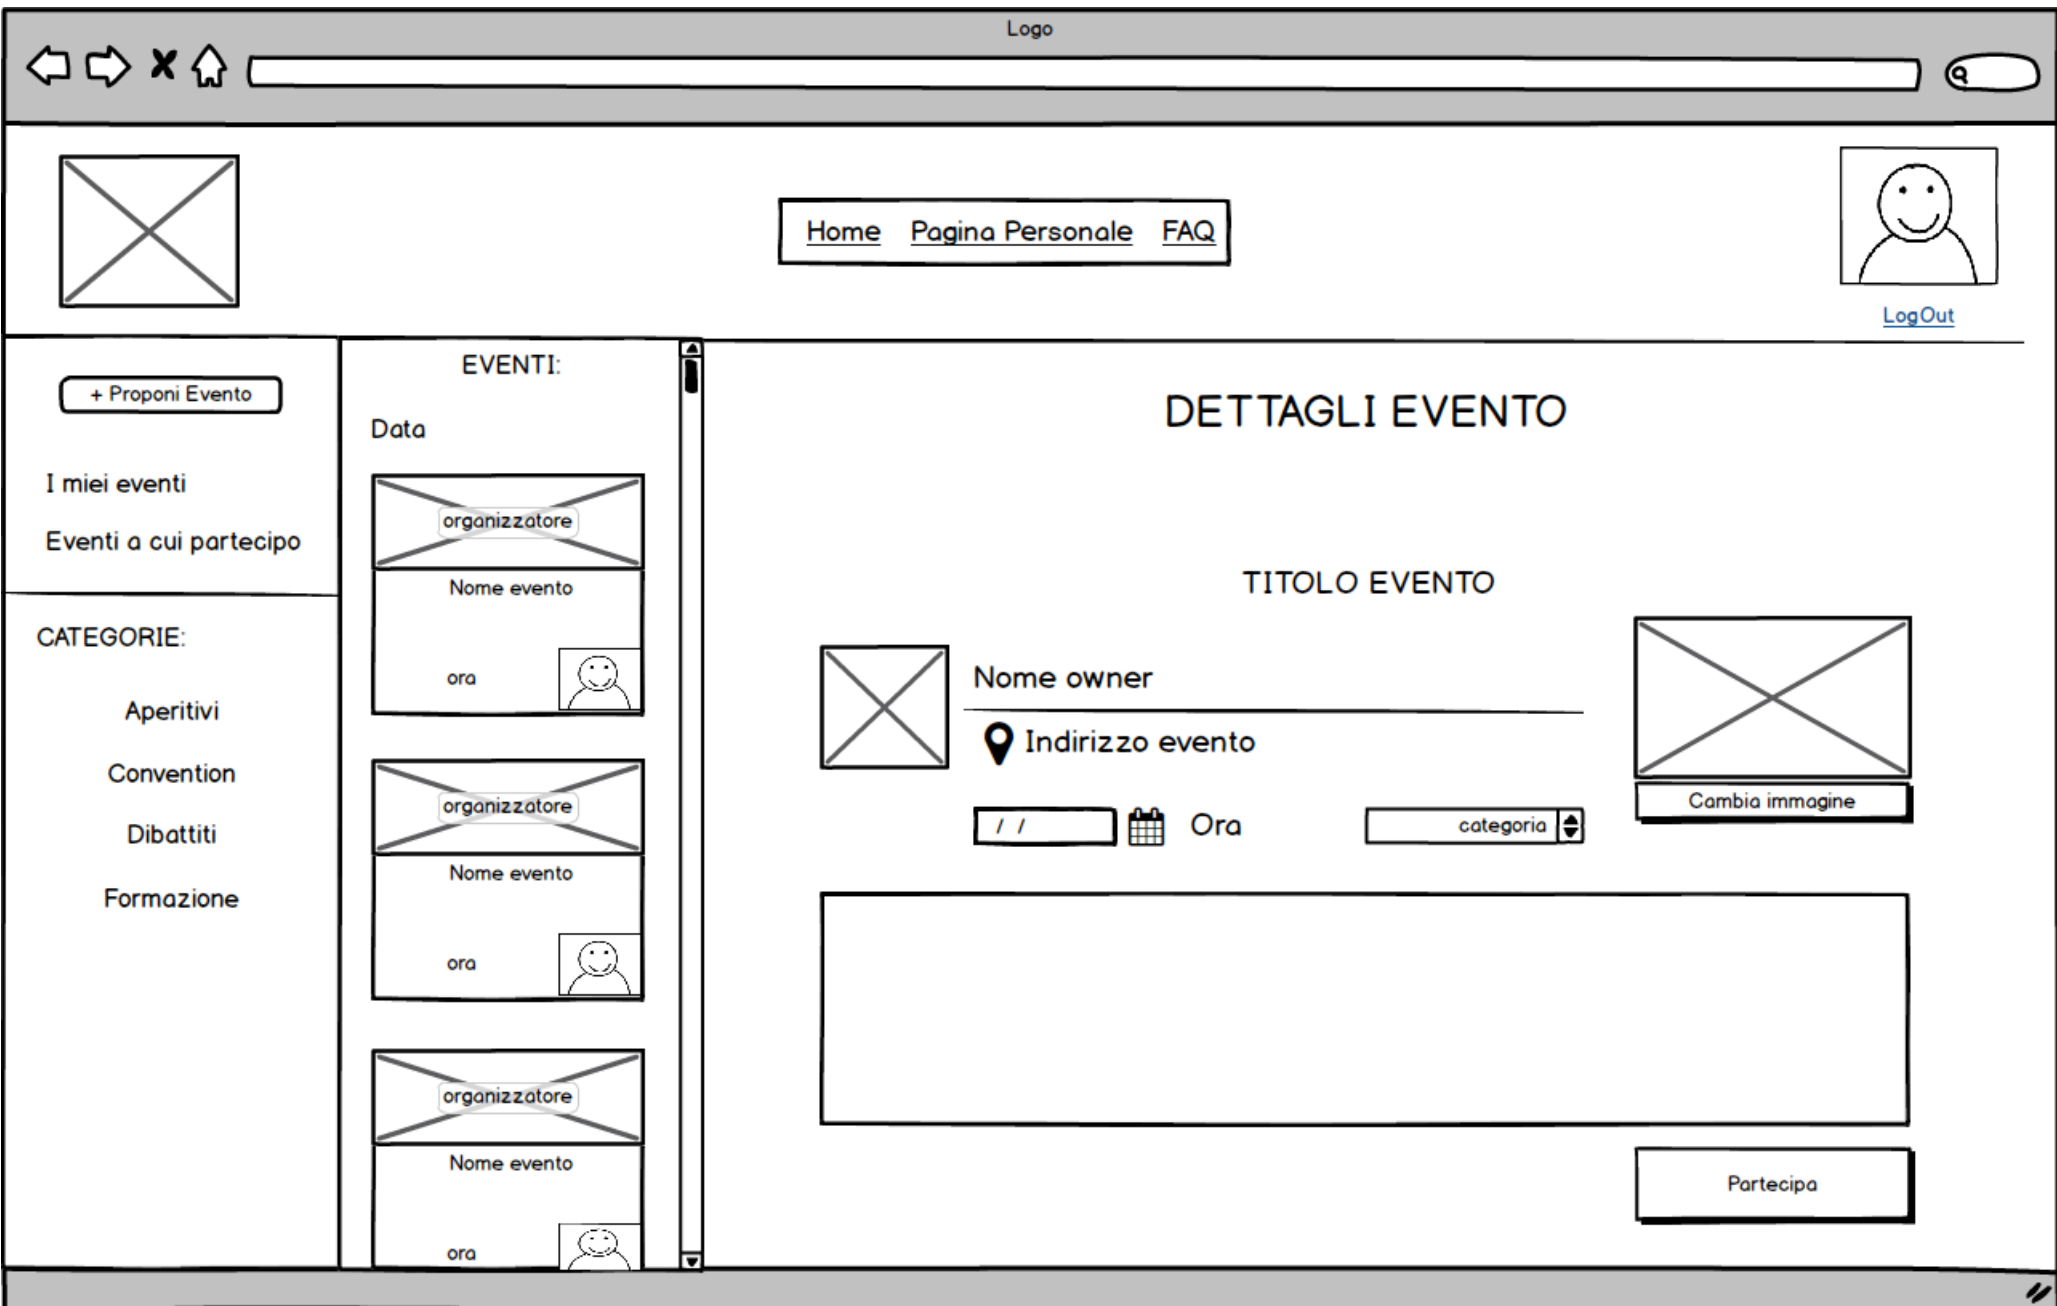 Logo
Home Pagina Personale FAQ
LogOut
+ Proponi Evento
I miei eventi
Eventi a cui partecipo
CATEGORIE:
Aperitivi
Convention
Dibattiti
Formazione
EVENTI:
Data
organizzatore
Nome evento
ora
organizzatore
Nome evento
ora
organizzatore
Nome evento
ora
DETTAGLI EVENTO
TITOLO EVENTO
Nome owner
Indirizzo evento
/ / Ora categoria
Cambia immagine
Partecipa